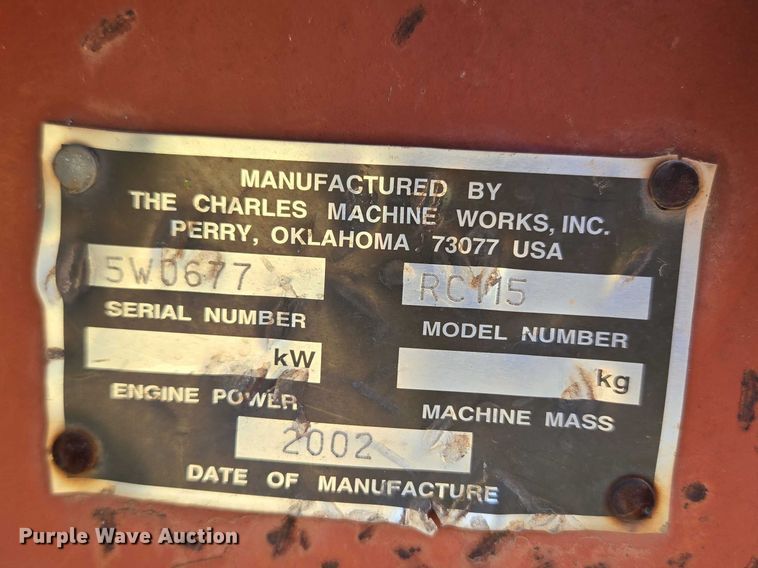 MANUFACTURED BY
THE CHARLES MACHINE WORKS, INC.
PERRY, OKLAHOMA 73077 USA
5W0677 RC115
SERIAL NUMBER MODEL NUMBER
kW kg
ENGINE POWER MACHINE MASS
2002
DATE OF MANUFACTURE
Purple Wave Auction®